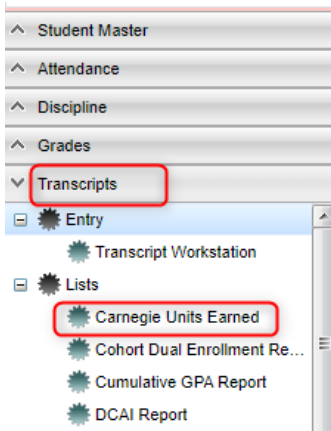 Student Master
Attendance
Discipline
Grades
Transcripts
Entry
Transcript Workstation
Lists
Carnegie Units Earned
Cohort Dual Enrollment Re...
Cumulative GPA Report
DCAI Report